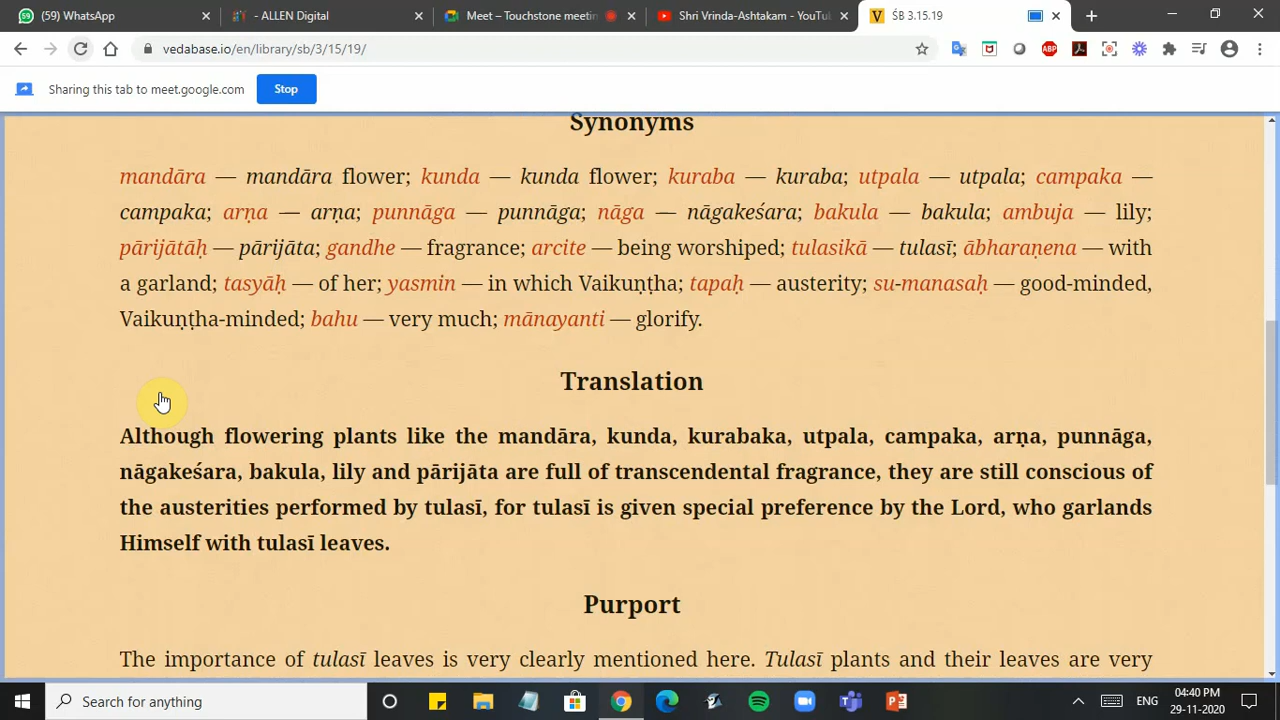 (59) WhatsApp
- ALLEN Digital
Meet – Touchstone meetin
Shri Vrinda-Ashtakam - YouTu
ŚB 3.15.19
vedabase.io/en/library/sb/3/15/19/
Sharing this tab to meet.google.com
Stop
Synonyms
mandāra — mandāra flower; kunda — kunda flower; kuraba — kuraba; utpala — utpala; campaka —
campaka; arṇa — arṇa; punnāga — punnāga; nāga — nāgakeśara; bakula — bakula; ambuja — lily;
pārijātāḥ — pārijāta; gandhe — fragrance; arcite — being worshiped; tulasikā — tulasī; ābharaṇena — with
a garland; tasyāḥ — of her; yasmin — in which Vaikuṇṭha; tapaḥ — austerity; su-manasaḥ — good-minded,
Vaikuṇṭha-minded; bahu — very much; mānayanti — glorify.
Translation
Although flowering plants like the mandāra, kunda, kurabaka, utpala, campaka, arṇa, punnāga,
nāgakeśara, bakula, lily and pārijāta are full of transcendental fragrance, they are still conscious of
the austerities performed by tulasī, for tulasī is given special preference by the Lord, who garlands
Himself with tulasī leaves.
Purport
The importance of tulasī leaves is very clearly mentioned here. Tulasī plants and their leaves are very
Search for anything
ENG
04:40 PM
29-11-2020